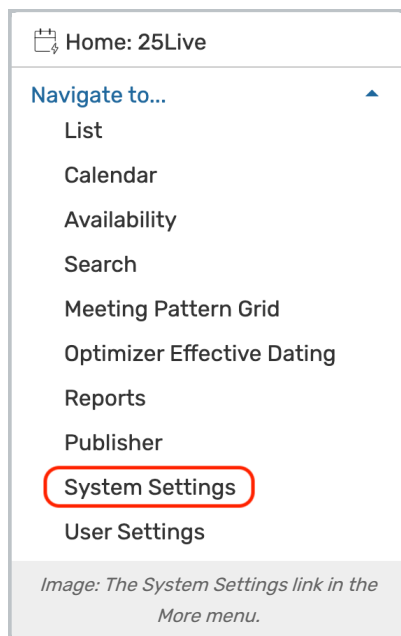 Home: 25Live
Navigate to...
List
Calendar
Availability
Search
Meeting Pattern Grid
Optimizer Effective Dating
Reports
Publisher
System Settings
User Settings
Image: The System Settings link in the
More menu.